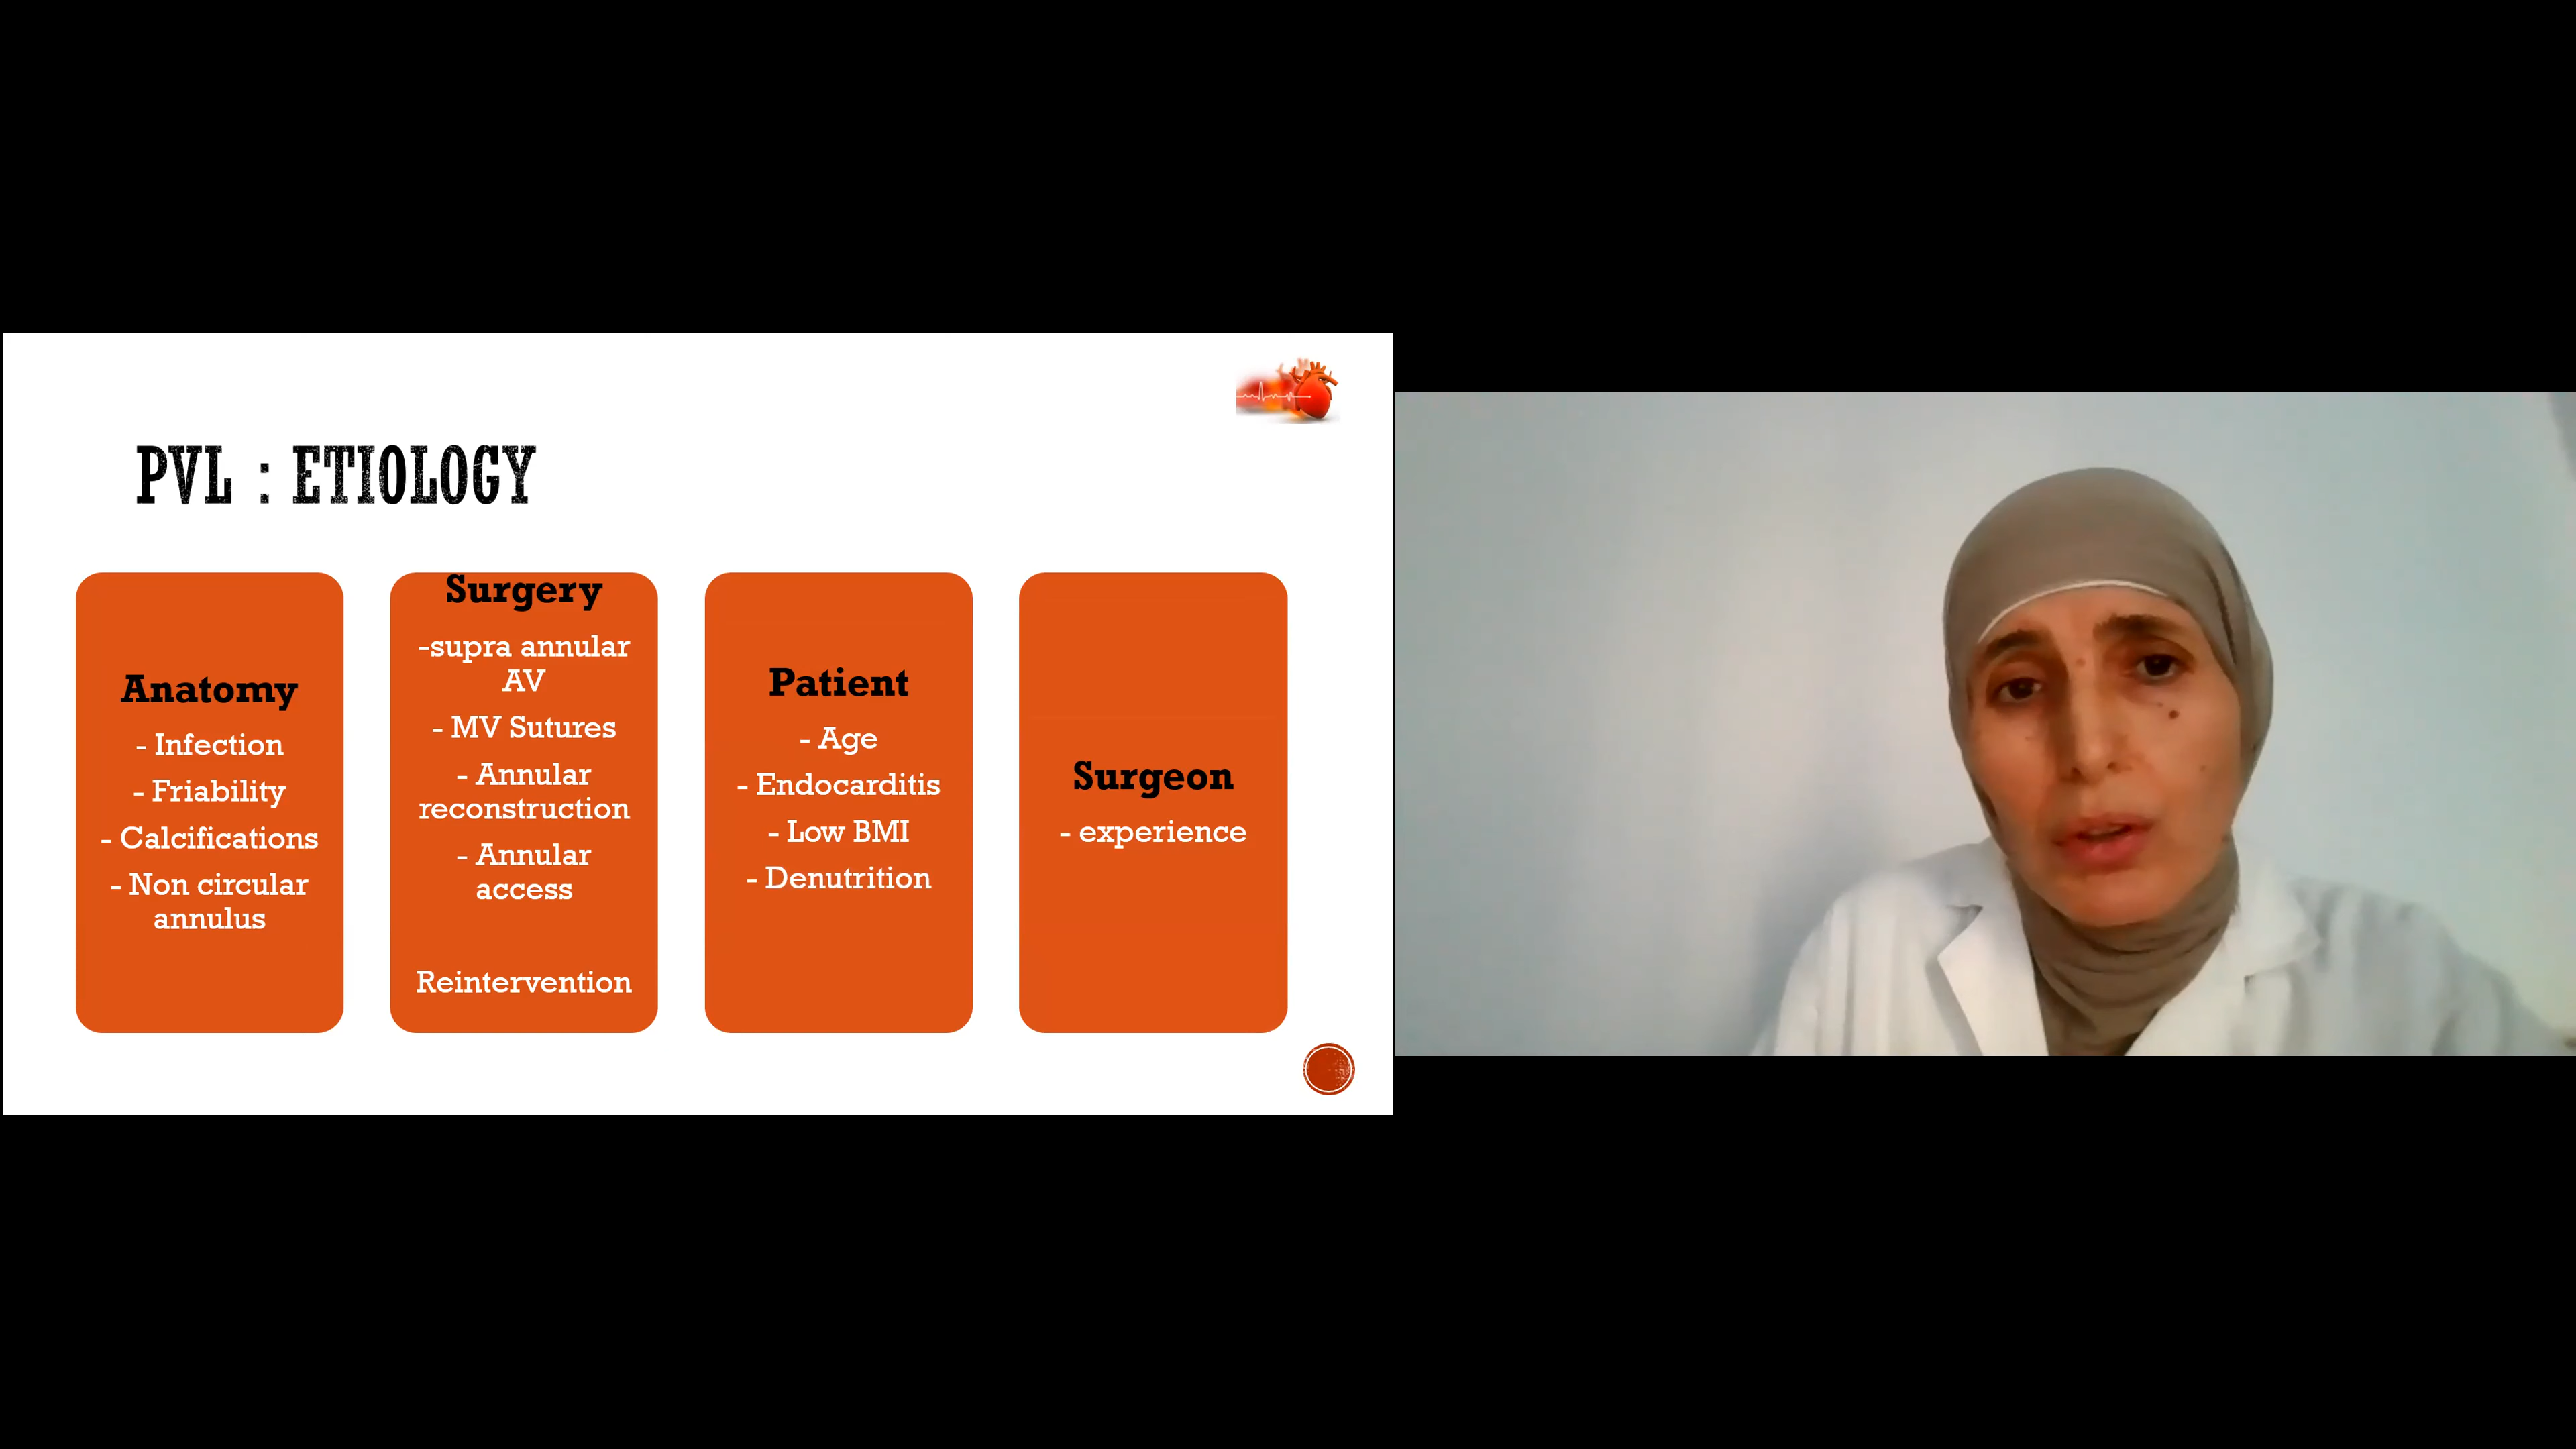 PVL : ETIOLOGY
Anatomy
- Infection
- Friability
- Calcifications
- Non circular
annulus
Surgery
-supra annular
AV
- MV Sutures
- Annular
reconstruction
- Annular
access
Reintervention
Patient
- Age
- Endocarditis
- Low BMI
- Denutrition
Surgeon
- experience